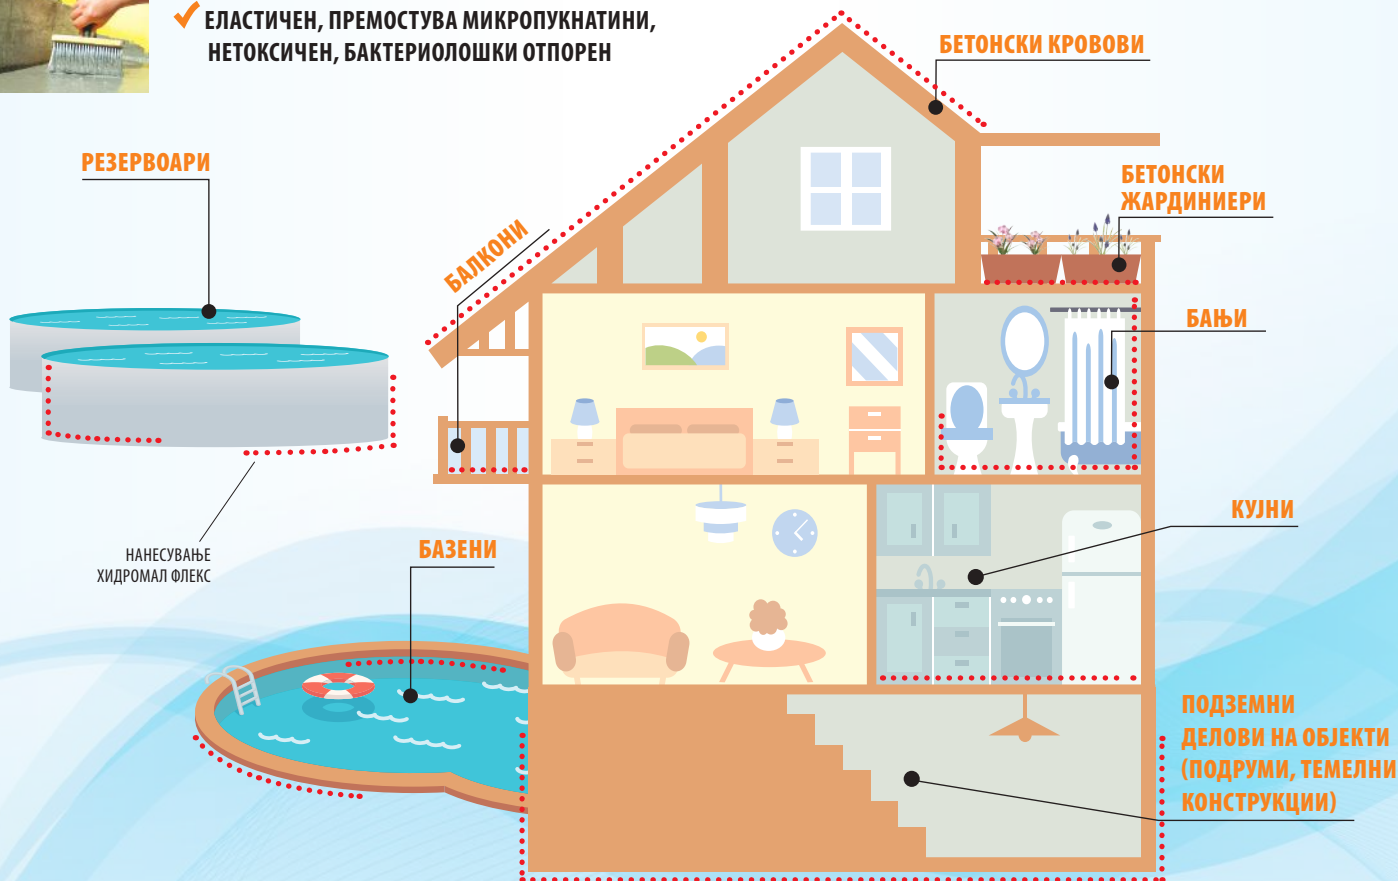 ЕЛАСТИЧЕН, ПРЕМОСТУВА МИКРОПУКНАТИНИ,
НЕТОКСИЧЕН, БАКТЕРИОЛОШКИ ОТПОРЕН
БЕТОНСКИ КРОВОВИ
РЕЗЕРВОАРИ
БЕТОНСКИ
ЖАРДИНИЕРИ
БАЛКОНИ
БАЊИ
КУЈНИ
НАНЕСУВАЊЕ
ХИДРОМАЛ ФЛЕКС
БАЗЕНИ
ПОДЗЕМНИ
ДЕЛОВИ НА ОБЈЕКТИ
(ПОДРУМИ, ТЕМЕЛНИ
КОНСТРУКЦИИ)